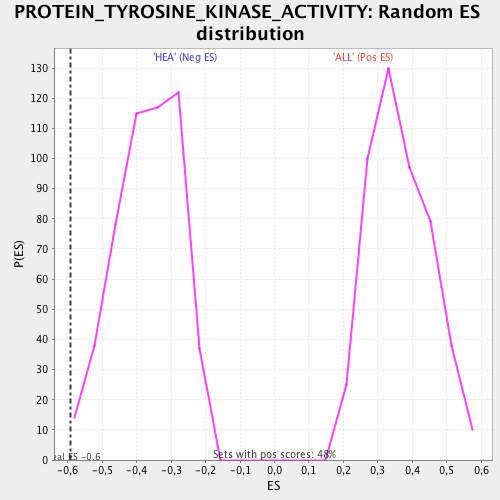 PROTEIN_TYROSINE_KINASE_ACTIVITY: Random ES
distribution
'HEA' (Neg ES) 'ALL' (Pos ES)
P(ES)
130
120
110
100
90
80
70
60
50
40
30
20
10
0
ES -0.6
Sets with pos scores: 48%
-0,6 -0,5 -0,4 -0,3 -0,2 -0,1 0,0 0,1 0,2 0,3 0,4 0,5 0,6
ES